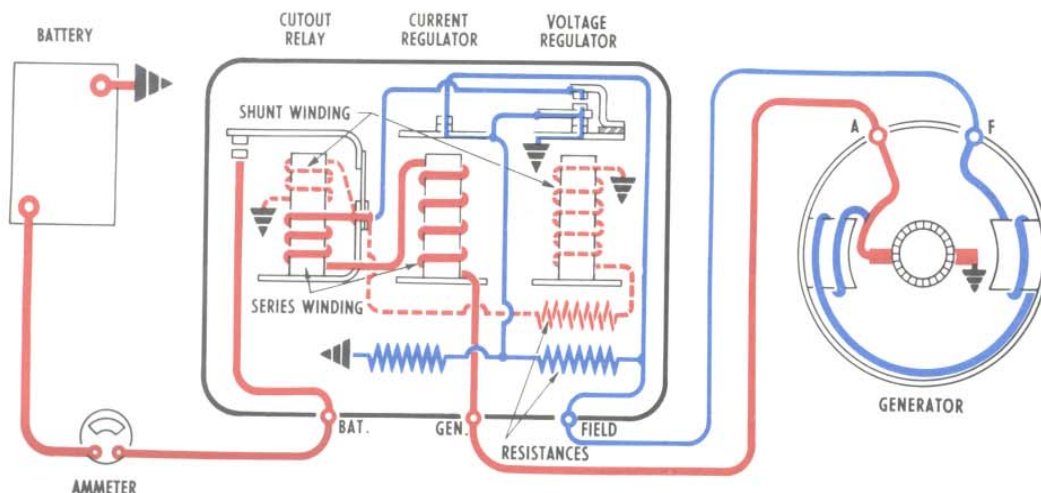 BATTERY
CUTOUT
RELAY
CURRENT
REGULATOR
VOLTAGE
REGULATOR
SHUNT WINDING
A
F
SERIES WINDING
BAT.
GEN.
FIELD
RESISTANCES
GENERATOR
AMMETER